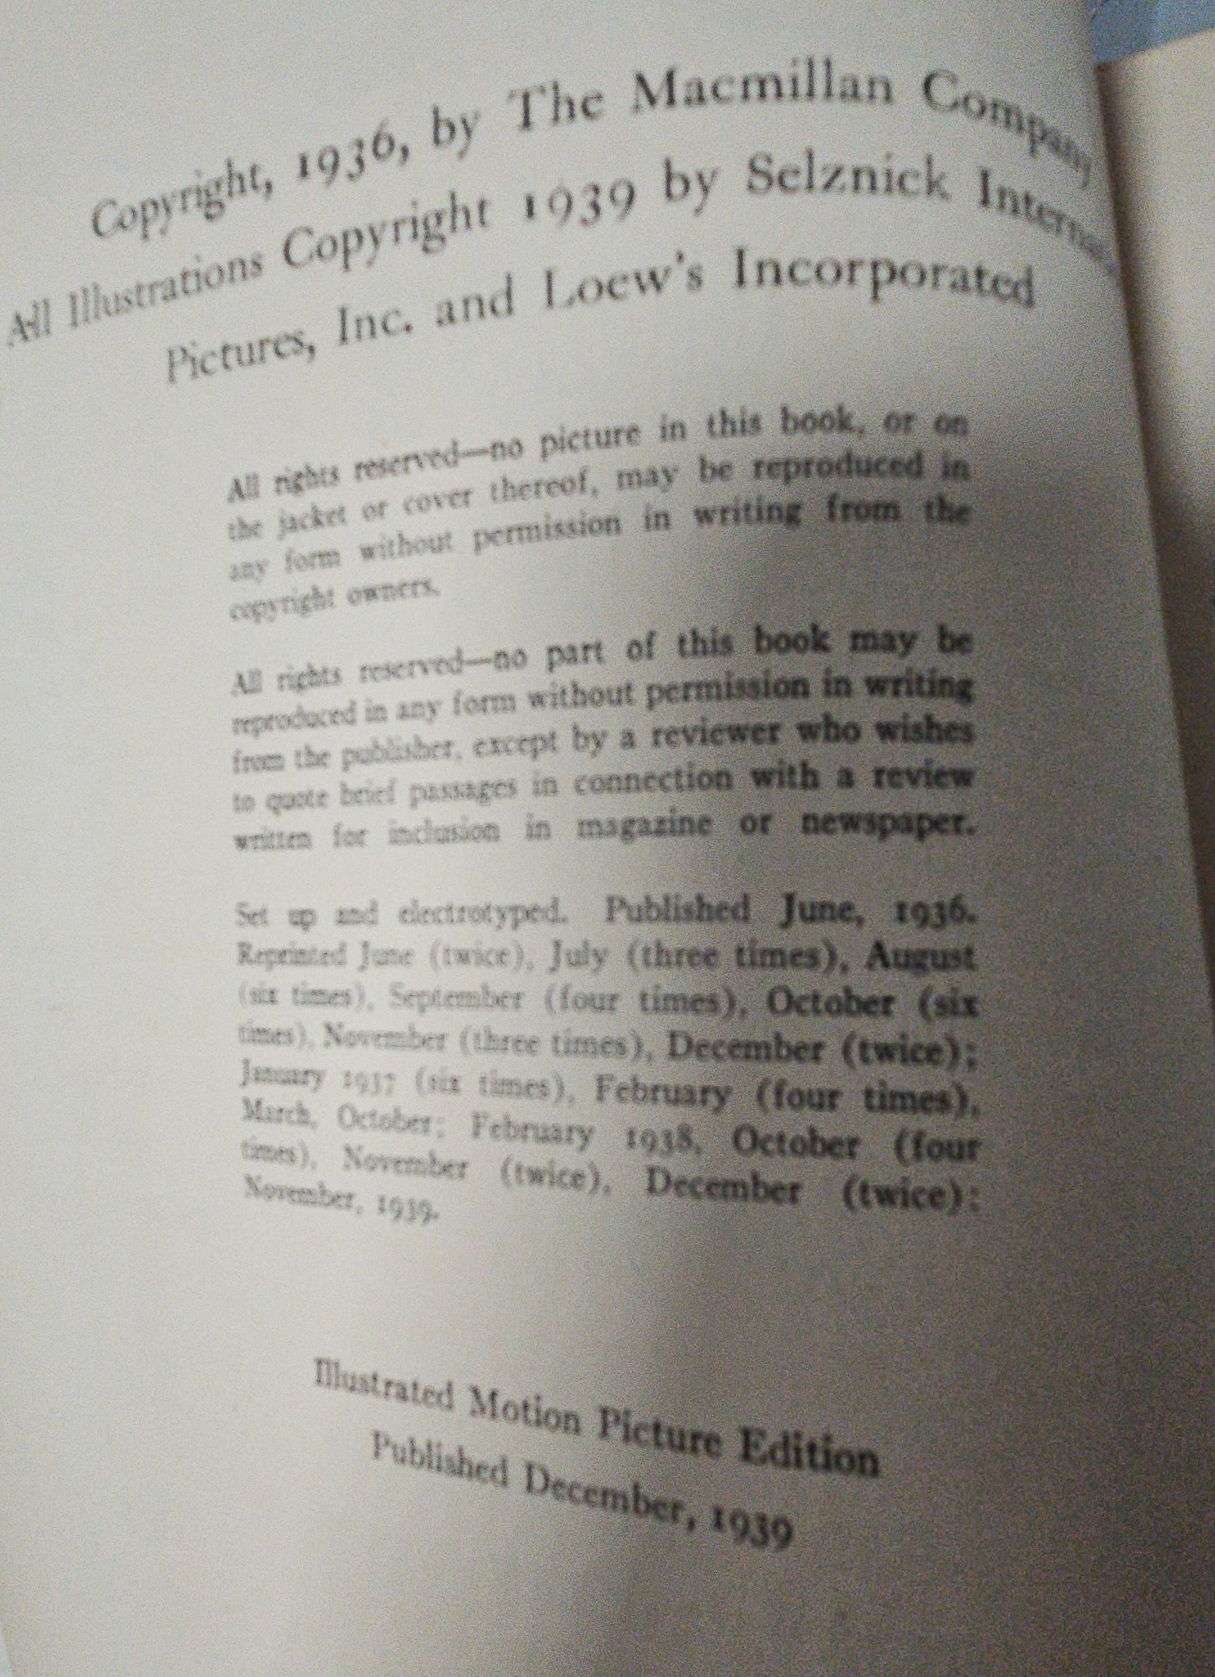 Copyright, 1936, by The Macmillan Company
All Illustrations Copyright 1939 by Selznick
Pictures, Inc. and Loew's Incorporated
All rights reserved—no picture in this book, or on
the jacket or cover thereof, may be reproduced in
any form without permission in writing from the
copyright owners.
All rights reserved—no part of this book may be
reproduced in any form without permission in writing
from the publisher, except by a reviewer who wishes
to quote brief passages in connection with a review
written for inclusion in magazine or newspaper.
Set up and electrotyped. Published June, 1936.
Reprinted June (twice), July (three times), August
(six times), September (four times), October (six
times), November (three times), December (twice);
January 1937 (six times), February (four times),
March, October; February 1938, October (four
times), November (twice), December (twice);
November, 1939.
Illustrated Motion Picture Edition
Published December, 1939